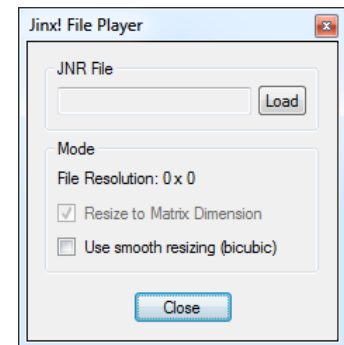 Jinx! File Player
JNR File
Load
Mode
File Resolution: 0 x 0
Resize to Matrix Dimension
Use smooth resizing (bicubic)
Close